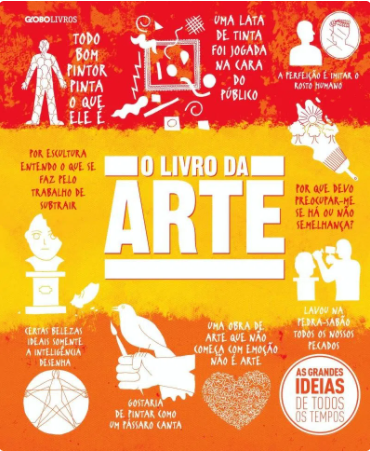 GLOBOLIVROS
TODO
BOM
PINTOR
PINTA
O QUE
ELE É
UMA LATA
DE TINTA
FOI JOGADA
NA CARA
DO
PÚBLICO
A PERFEIÇÃO É IMITAR O
ROSTO HUMANO
POR ESCULTURA
ENTENDO O QUE SE
FAZ PELO
TRABALHO DE
SUBTRAIR
O LIVRO DA
ARTE
POR QUE DEVO
PREOCUPAR-ME
SE HÁ OU NÃO
SEMELHANÇA?
CERTAS BELEZAS
IDEAIS SOMENTE
A INTELIGÊNCIA
DESENHA
GOSTARIA
DE PINTAR COMO
UM PÁSSARO CANTA
UMA OBRA DE
ARTE QUE NÃO
COMEÇA COM EMOÇÃO
NÃO É ARTE
LAVOU NA
PEDRA-SABÃO
TODOS OS NOSSOS
PECADOS
AS GRANDES
IDEIAS
DE TODOS
OS TEMPOS